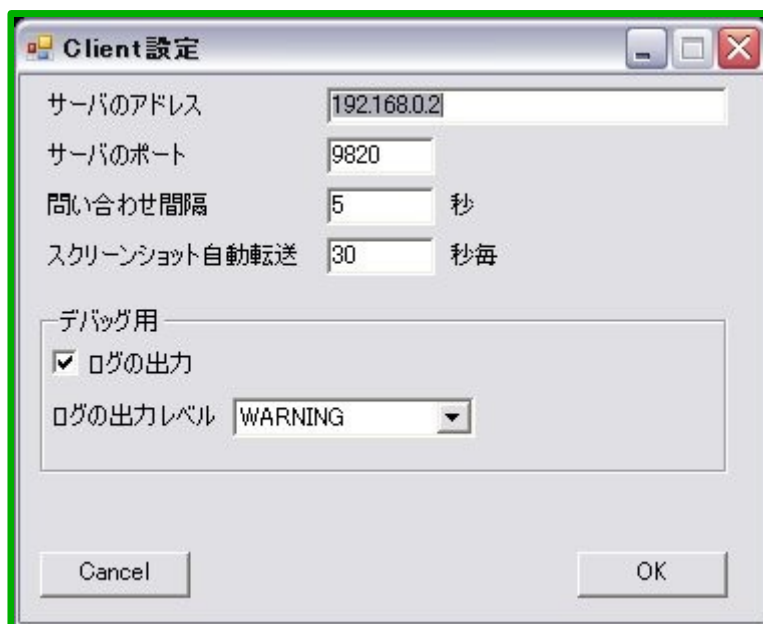 Client設定
サーバのアドレス 192.168.0.2
サーバのポート 9820
問い合わせ間隔 5 秒
スクリーンショット自動転送 30 秒毎
デバッグ用
ログの出力
ログの出力レベル WARNING
Cancel OK